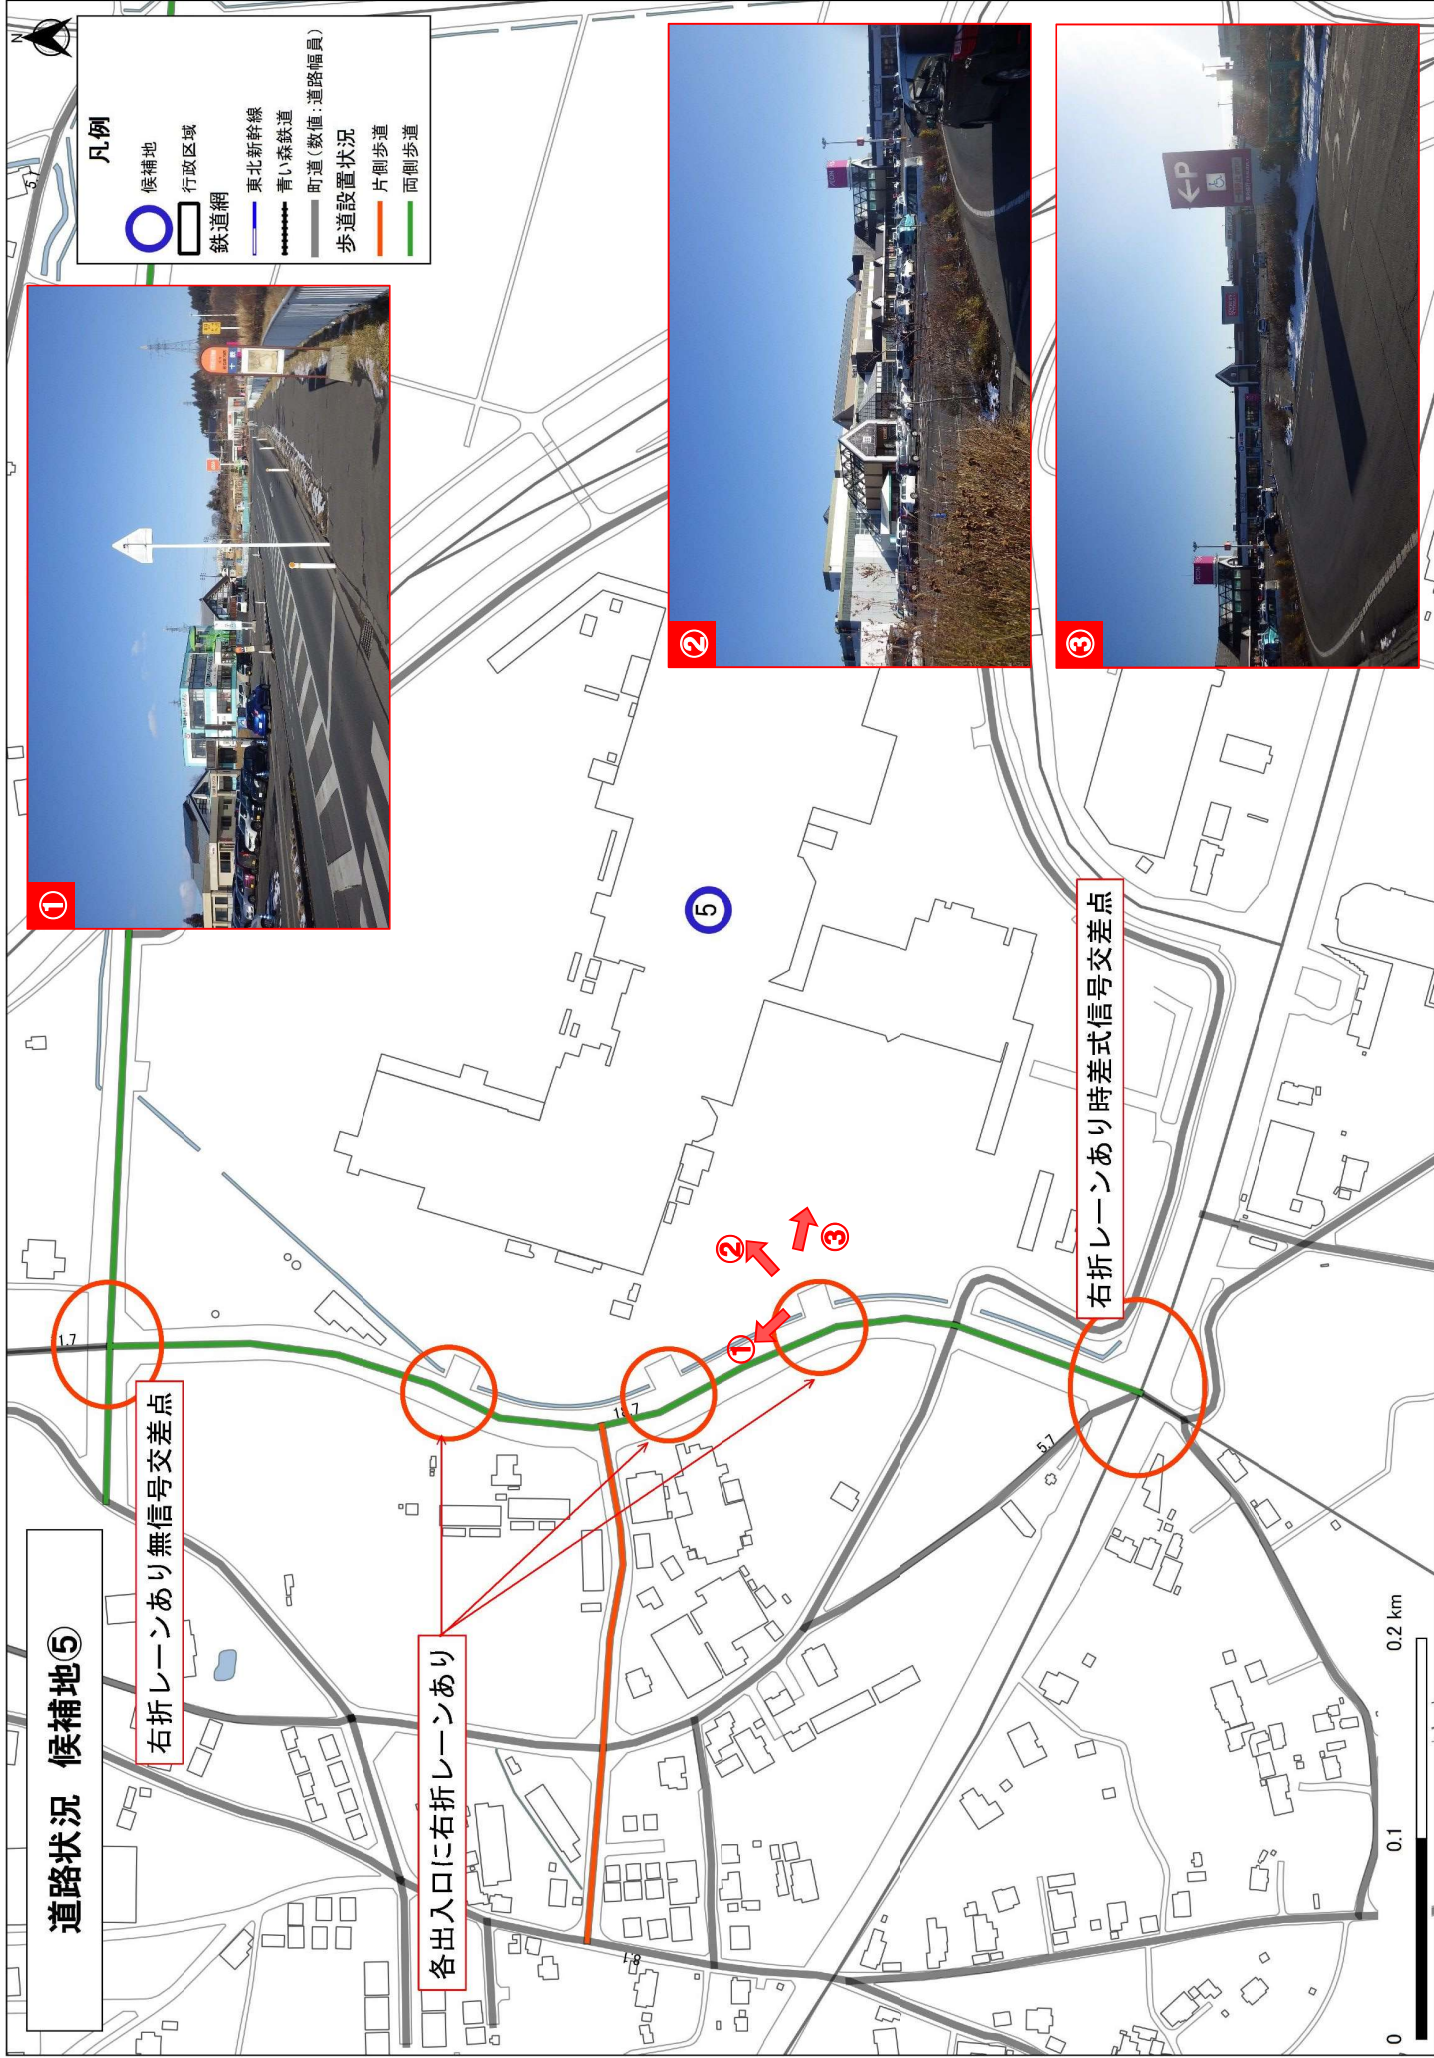 道路状況　候補地⑤
N
凡例
候補地
行政区域
鉄道網
東北新幹線
青い森鉄道
町道（数値：道路幅員）
歩道設置状況
片側歩道
両側歩道
右折レーンあり無信号交差点
各出入口に右折レーンあり
右折レーンあり時差式信号交差点
①
②
③
①
②
③
5
5.7
8.1
←P
0
0.1
0.2 km